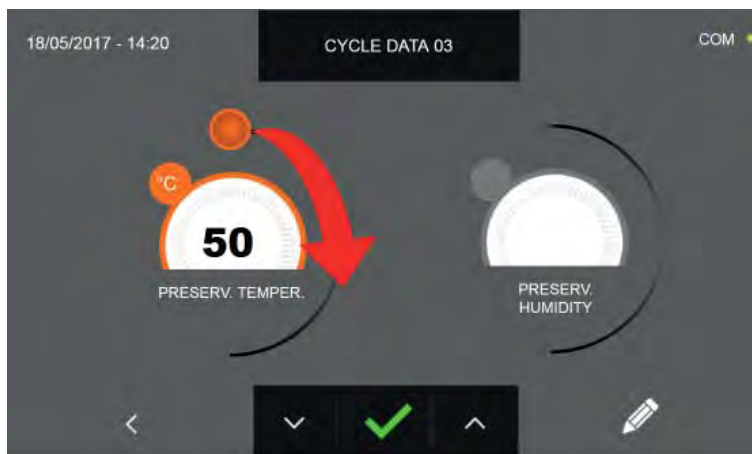 18/05/2017 - 14:20
CYCLE DATA 03
COM
°C
50
PRESERV. TEMPER.
PRESERV.
HUMIDITY